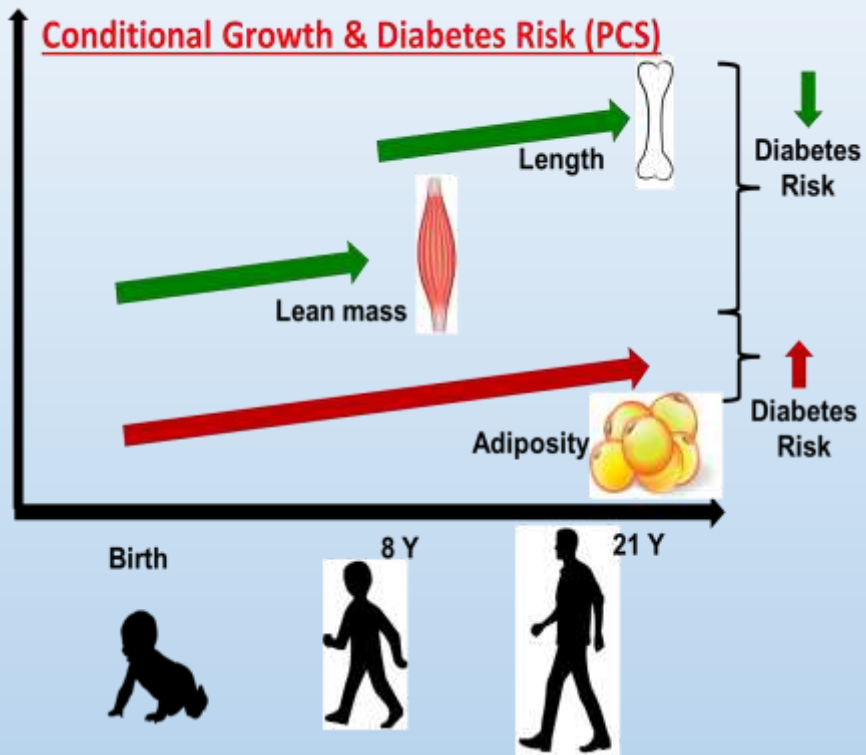 Conditional Growth & Diabetes Risk (PCS)
Length
Diabetes
Risk
Lean mass
Adiposity
Diabetes
Risk
Birth
8 Y
21 Y